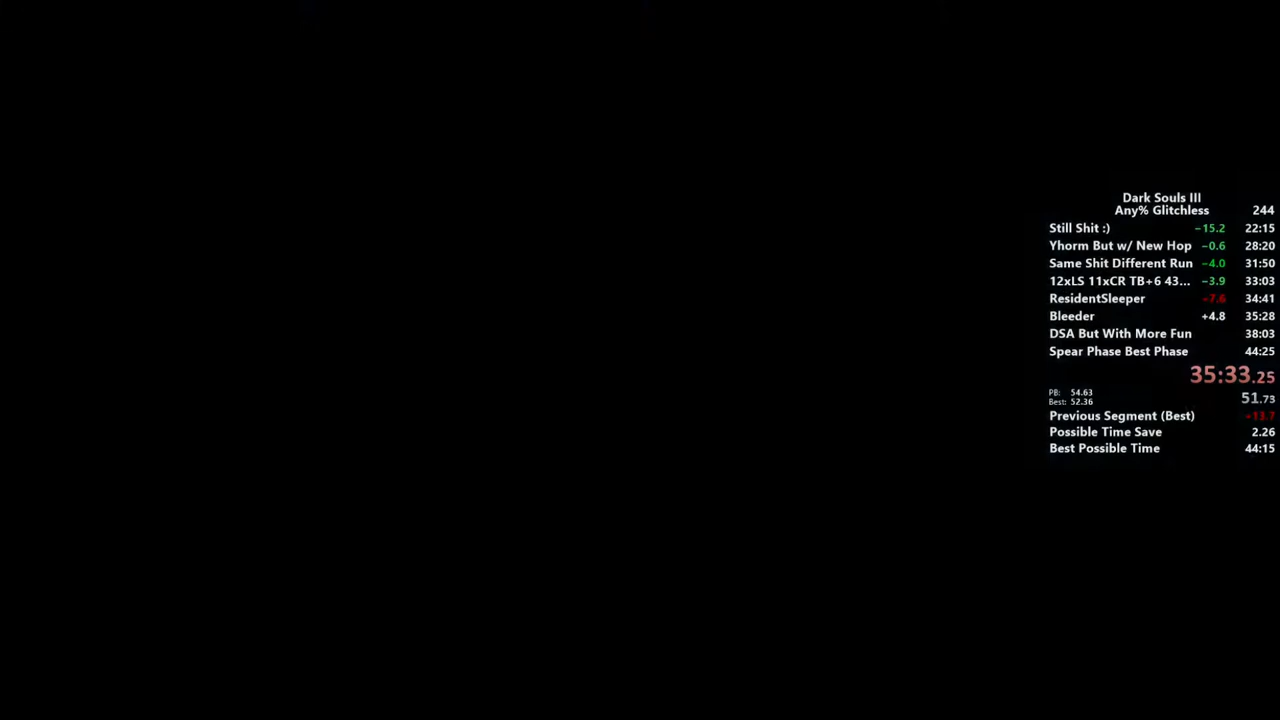 Dark Souls III
Any% Glitchless 244
Still Shit :) −15.2 22:15
Yhorm But w/ New Hop −0.6 28:20
Same Shit Different Run −4.0 31:50
12xLS 11xCR TB+6 43... −3.9 33:03
ResidentSleeper +7.6 34:41
Bleeder +4.8 35:28
DSA But With More Fun 38:03
Spear Phase Best Phase 44:25
35:33.25
PB: 54.63
Best: 52.36 51.73
Previous Segment (Best) +13.7
Possible Time Save 2.26
Best Possible Time 44:15